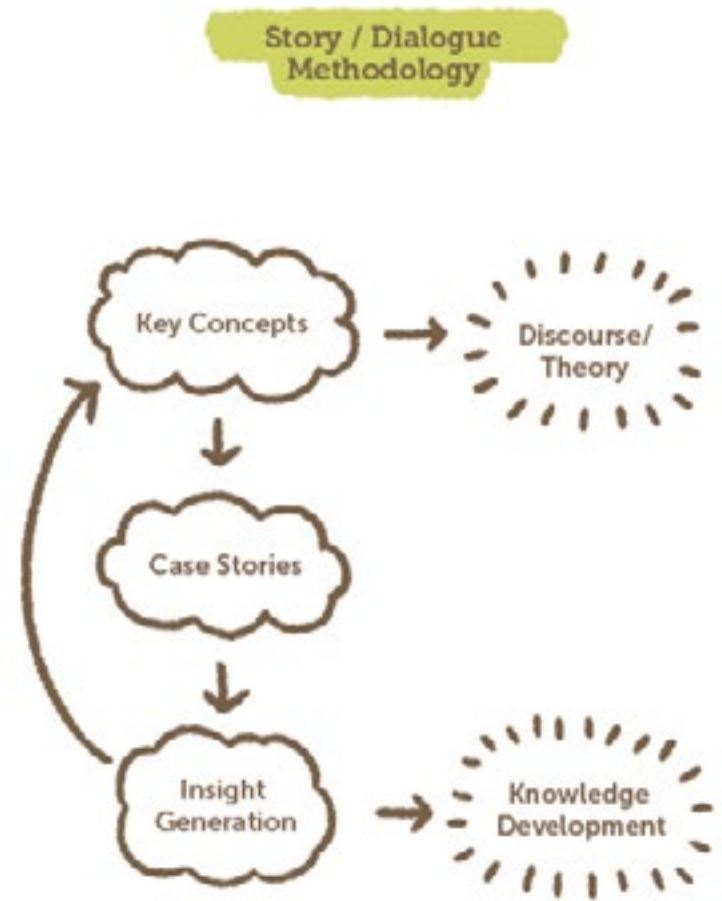 Story / Dialogue
Methodology
Key Concepts
Discourse/
Theory
Case Stories
Insight
Generation
Knowledge
Development